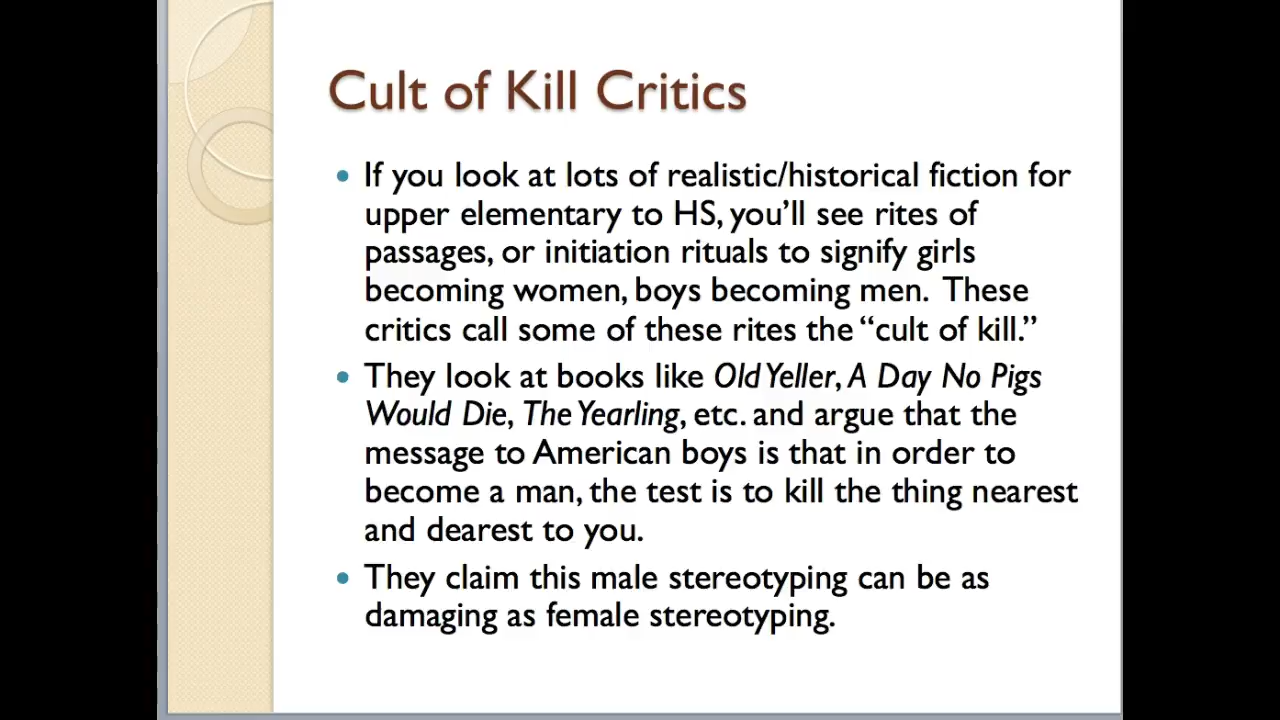 Cult of Kill Critics
• If you look at lots of realistic/historical fiction for
upper elementary to HS, you’ll see rites of
passages, or initiation rituals to signify girls
becoming women, boys becoming men.  These
critics call some of these rites the “cult of kill.”
• They look at books like Old Yeller, A Day No Pigs
Would Die, The Yearling, etc. and argue that the
message to American boys is that in order to
become a man, the test is to kill the thing nearest
and dearest to you.
• They claim this male stereotyping can be as
damaging as female stereotyping.